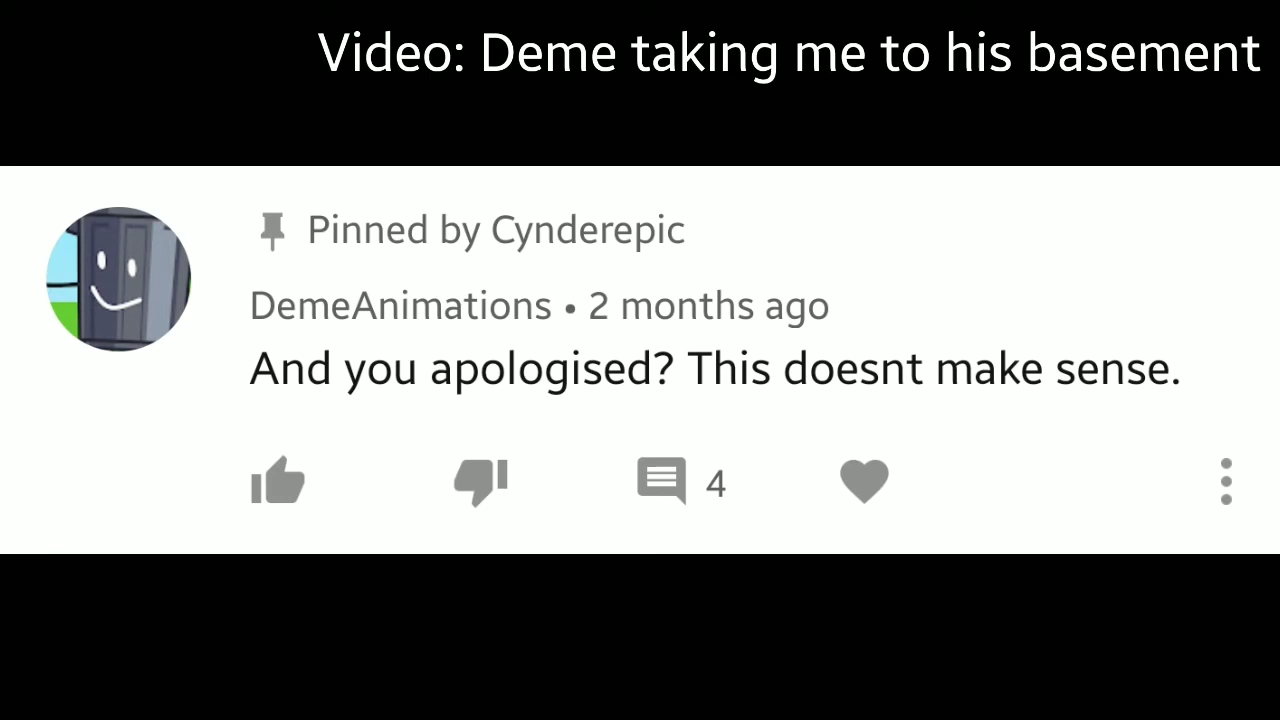 Video: Deme taking me to his basement
Pinned by Cynderepic
DemeAnimations • 2 months ago
And you apologised? This doesnt make sense.
4